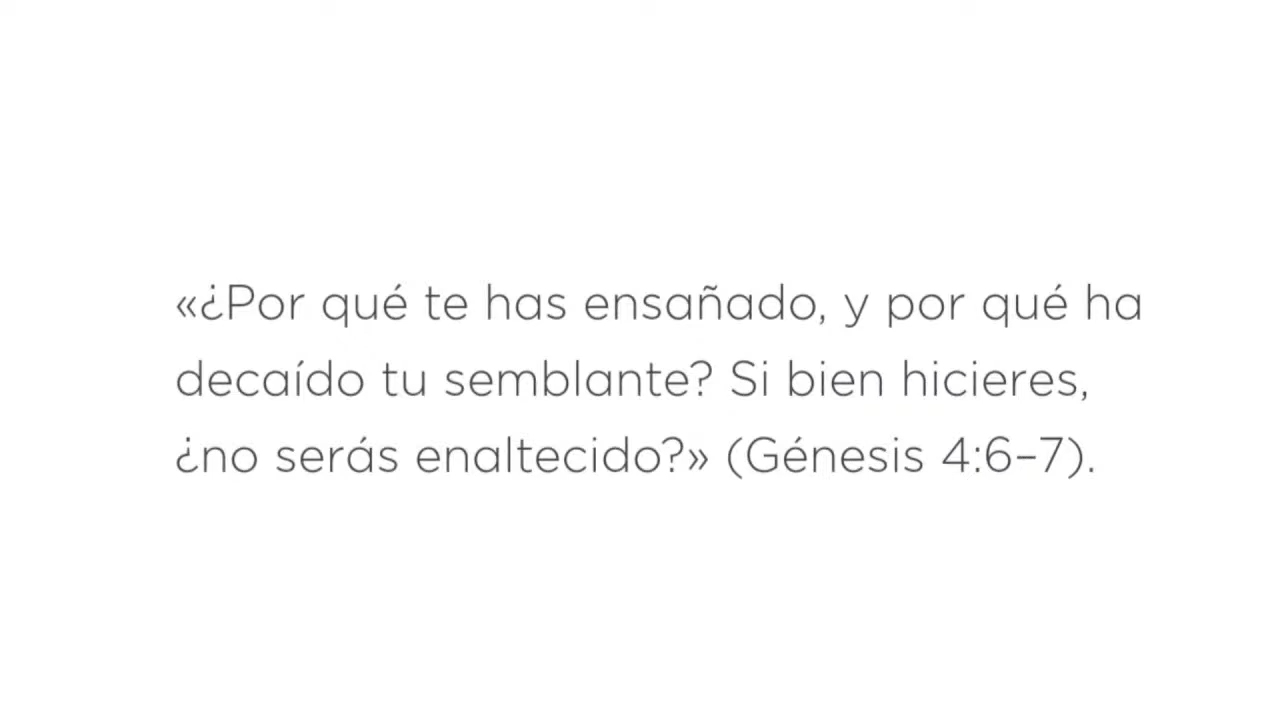 «¿Por qué te has ensañado, y por qué ha
decaído tu semblante? Si bien hicieres,
¿no serás enaltecido?» (Génesis 4:6–7).